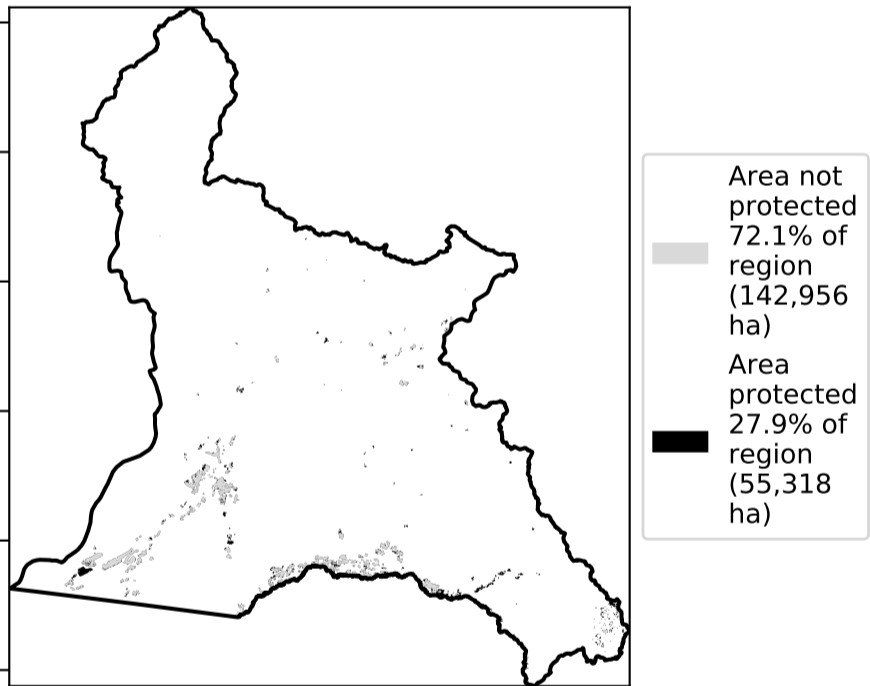 Area not
protected
72.1% of
region
(142,956
ha)
Area
protected
27.9% of
region
(55,318
ha)